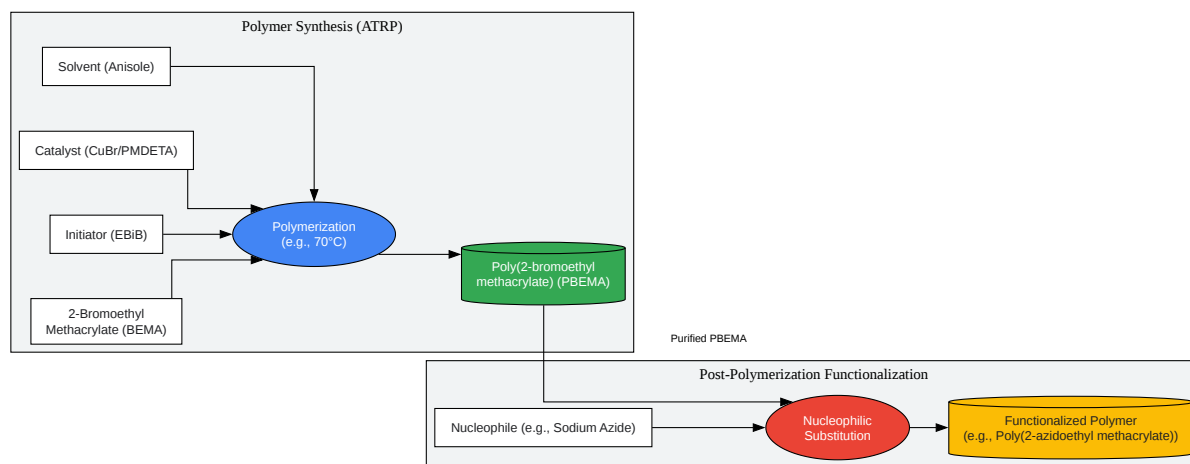 Polymer Synthesis (ATRP)
Solvent (Anisole)
Catalyst (CuBr/PMDETA)
Initiator (EBiB)
2-Bromoethyl
Methacrylate (BEMA)
Polymerization
(e.g., 70°C)
Poly(2-bromoethyl
methacrylate) (PBEMA)
Purified PBEMA
Post-Polymerization Functionalization
Nucleophile (e.g., Sodium Azide)
Nucleophilic
Substitution
Functionalized Polymer
(e.g., Poly(2-azidoethyl methacrylate))